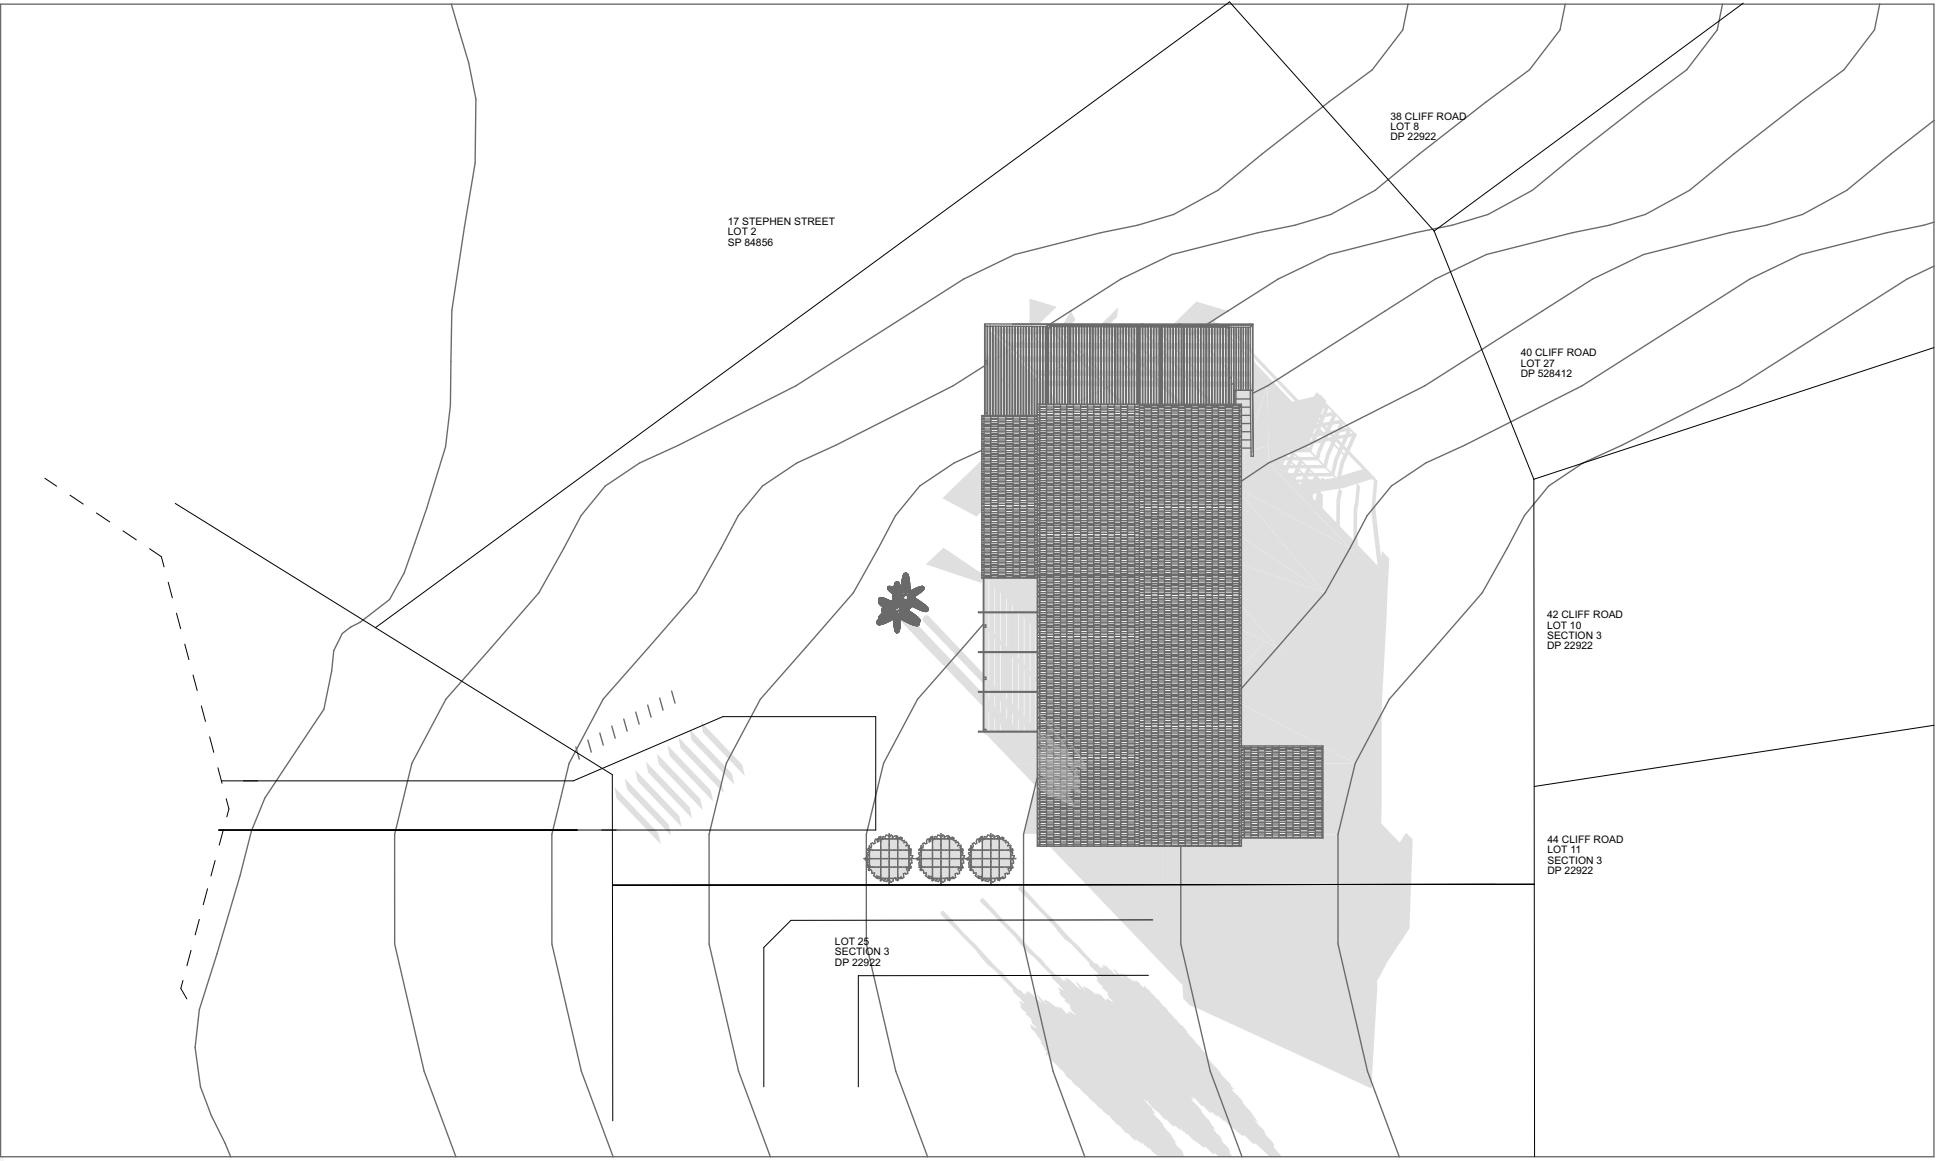 38 CLIFF ROAD
LOT 8
DP 22922
17 STEPHEN STREET
LOT 2
SP 84856
40 CLIFF ROAD
LOT 27
DP 528412
42 CLIFF ROAD
LOT 10
SECTION 3
DP 22922
44 CLIFF ROAD
LOT 11
SECTION 3
DP 22922
LOT 25
SECTION 3
DP 22922